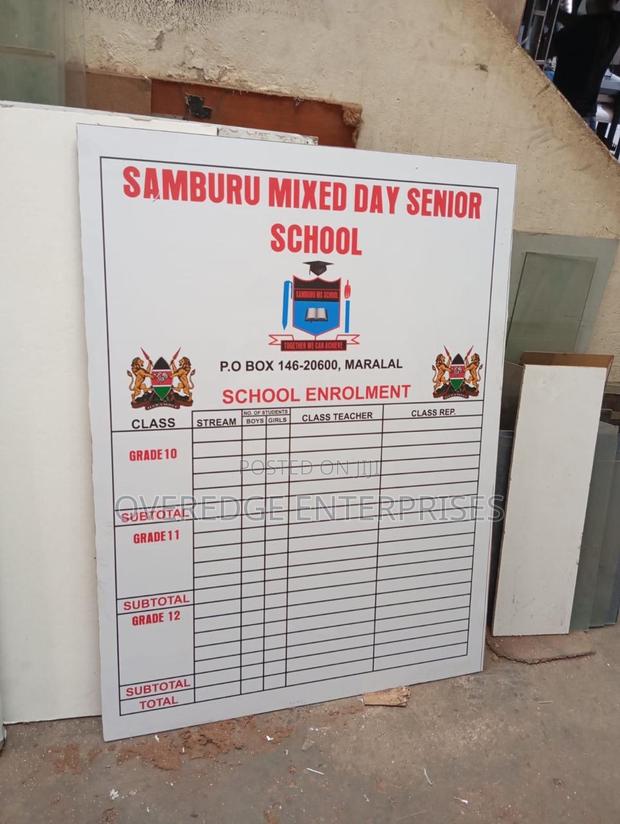 SAMBURU MIXED DAY SENIOR
SCHOOL
SAMBURU MD SCHOOL
TOGETHER WE CAN ACHIEVE
P.O BOX 146-20600, MARALAL
SCHOOL ENROLMENT
CLASS STREAM NO. OF STUDENTS BOYS GIRLS CLASS TEACHER CLASS REP.
GRADE 10
POSTED ON JIJI
OVEREDGE ENTERPRISES
SUBTOTAL
GRADE 11
SUBTOTAL
GRADE 12
SUBTOTAL
TOTAL